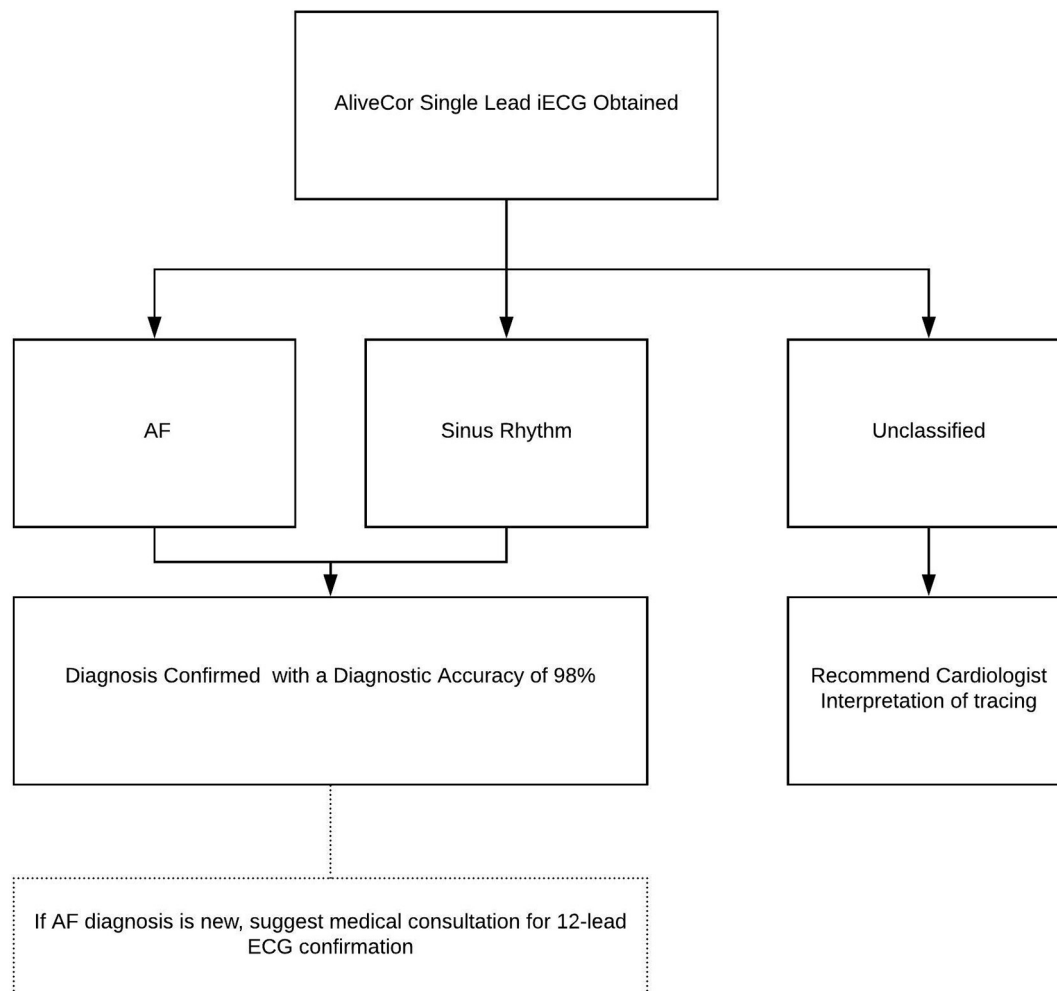 AliveCor Single Lead iECG Obtained
AF
Sinus Rhythm
Unclassified
Diagnosis Confirmed  with a Diagnostic Accuracy of 98%
Recommend Cardiologist
Interpretation of tracing
If AF diagnosis is new, suggest medical consultation for 12-lead
ECG confirmation